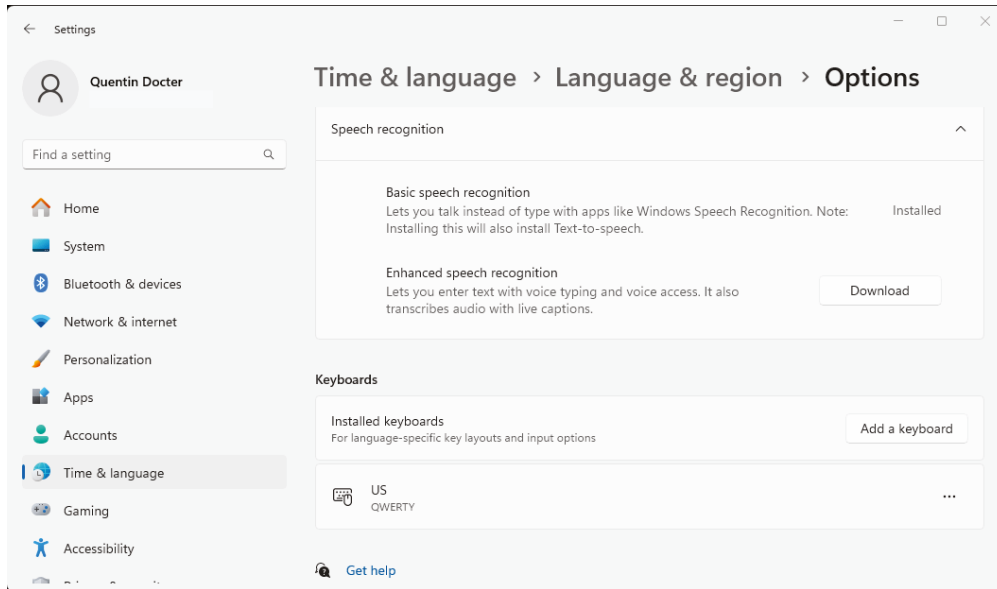 Settings
Quentin Docter
Find a setting
Home
System
Bluetooth & devices
Network & internet
Personalization
Apps
Accounts
Time & language
Gaming
Accessibility
Time & language > Language & region > Options
Speech recognition
Basic speech recognition
Lets you talk instead of type with apps like Windows Speech Recognition. Note:
Installing this will also install Text-to-speech.
Installed
Enhanced speech recognition
Lets you enter text with voice typing and voice access. It also
transcribes audio with live captions.
Download
Keyboards
Installed keyboards
For language-specific key layouts and input options
Add a keyboard
US
QWERTY
Get help